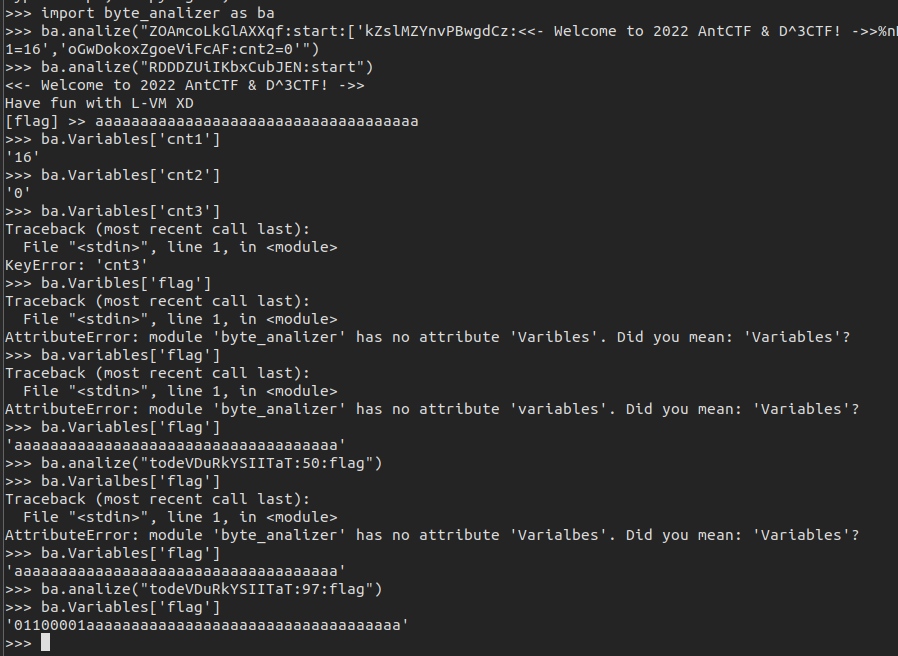 >>> import byte_analizer as ba
>>> ba.analize("ZOAmcoLkGlAXXqf:start:['kZslMZYnvPBwgdCz:<<- Welcome to 2022 AntCTF & D^3CTF! ->>%n
1=16','oGwDokoxZgoeViFcAF:cnt2=0'")
>>> ba.analize("RDDDZUiIKbxCubJEN:start")
<<- Welcome to 2022 AntCTF & D^3CTF! ->>
Have fun with L-VM XD
[flag] >> aaaaaaaaaaaaaaaaaaaaaaaaaaaaaaaaaaaa
>>> ba.Variables['cnt1']
'16'
>>> ba.Variables['cnt2']
'0'
>>> ba.Variables['cnt3']
Traceback (most recent call last):
  File "<stdin>", line 1, in <module>
KeyError: 'cnt3'
>>> ba.Varibles['flag']
Traceback (most recent call last):
  File "<stdin>", line 1, in <module>
AttributeError: module 'byte_analizer' has no attribute 'Varibles'. Did you mean: 'Variables'?
>>> ba.variables['flag']
Traceback (most recent call last):
  File "<stdin>", line 1, in <module>
AttributeError: module 'byte_analizer' has no attribute 'variables'. Did you mean: 'Variables'?
>>> ba.Variables['flag']
'aaaaaaaaaaaaaaaaaaaaaaaaaaaaaaaaaaaa'
>>> ba.analize("todeVDuRkYSIITaT:50:flag")
>>> ba.Varialbes['flag']
Traceback (most recent call last):
  File "<stdin>", line 1, in <module>
AttributeError: module 'byte_analizer' has no attribute 'Varialbes'. Did you mean: 'Variables'?
>>> ba.Variables['flag']
'aaaaaaaaaaaaaaaaaaaaaaaaaaaaaaaaaaaa'
>>> ba.analize("todeVDuRkYSIITaT:97:flag")
>>> ba.Variables['flag']
'01100001aaaaaaaaaaaaaaaaaaaaaaaaaaaaaaaaaaa'
>>>